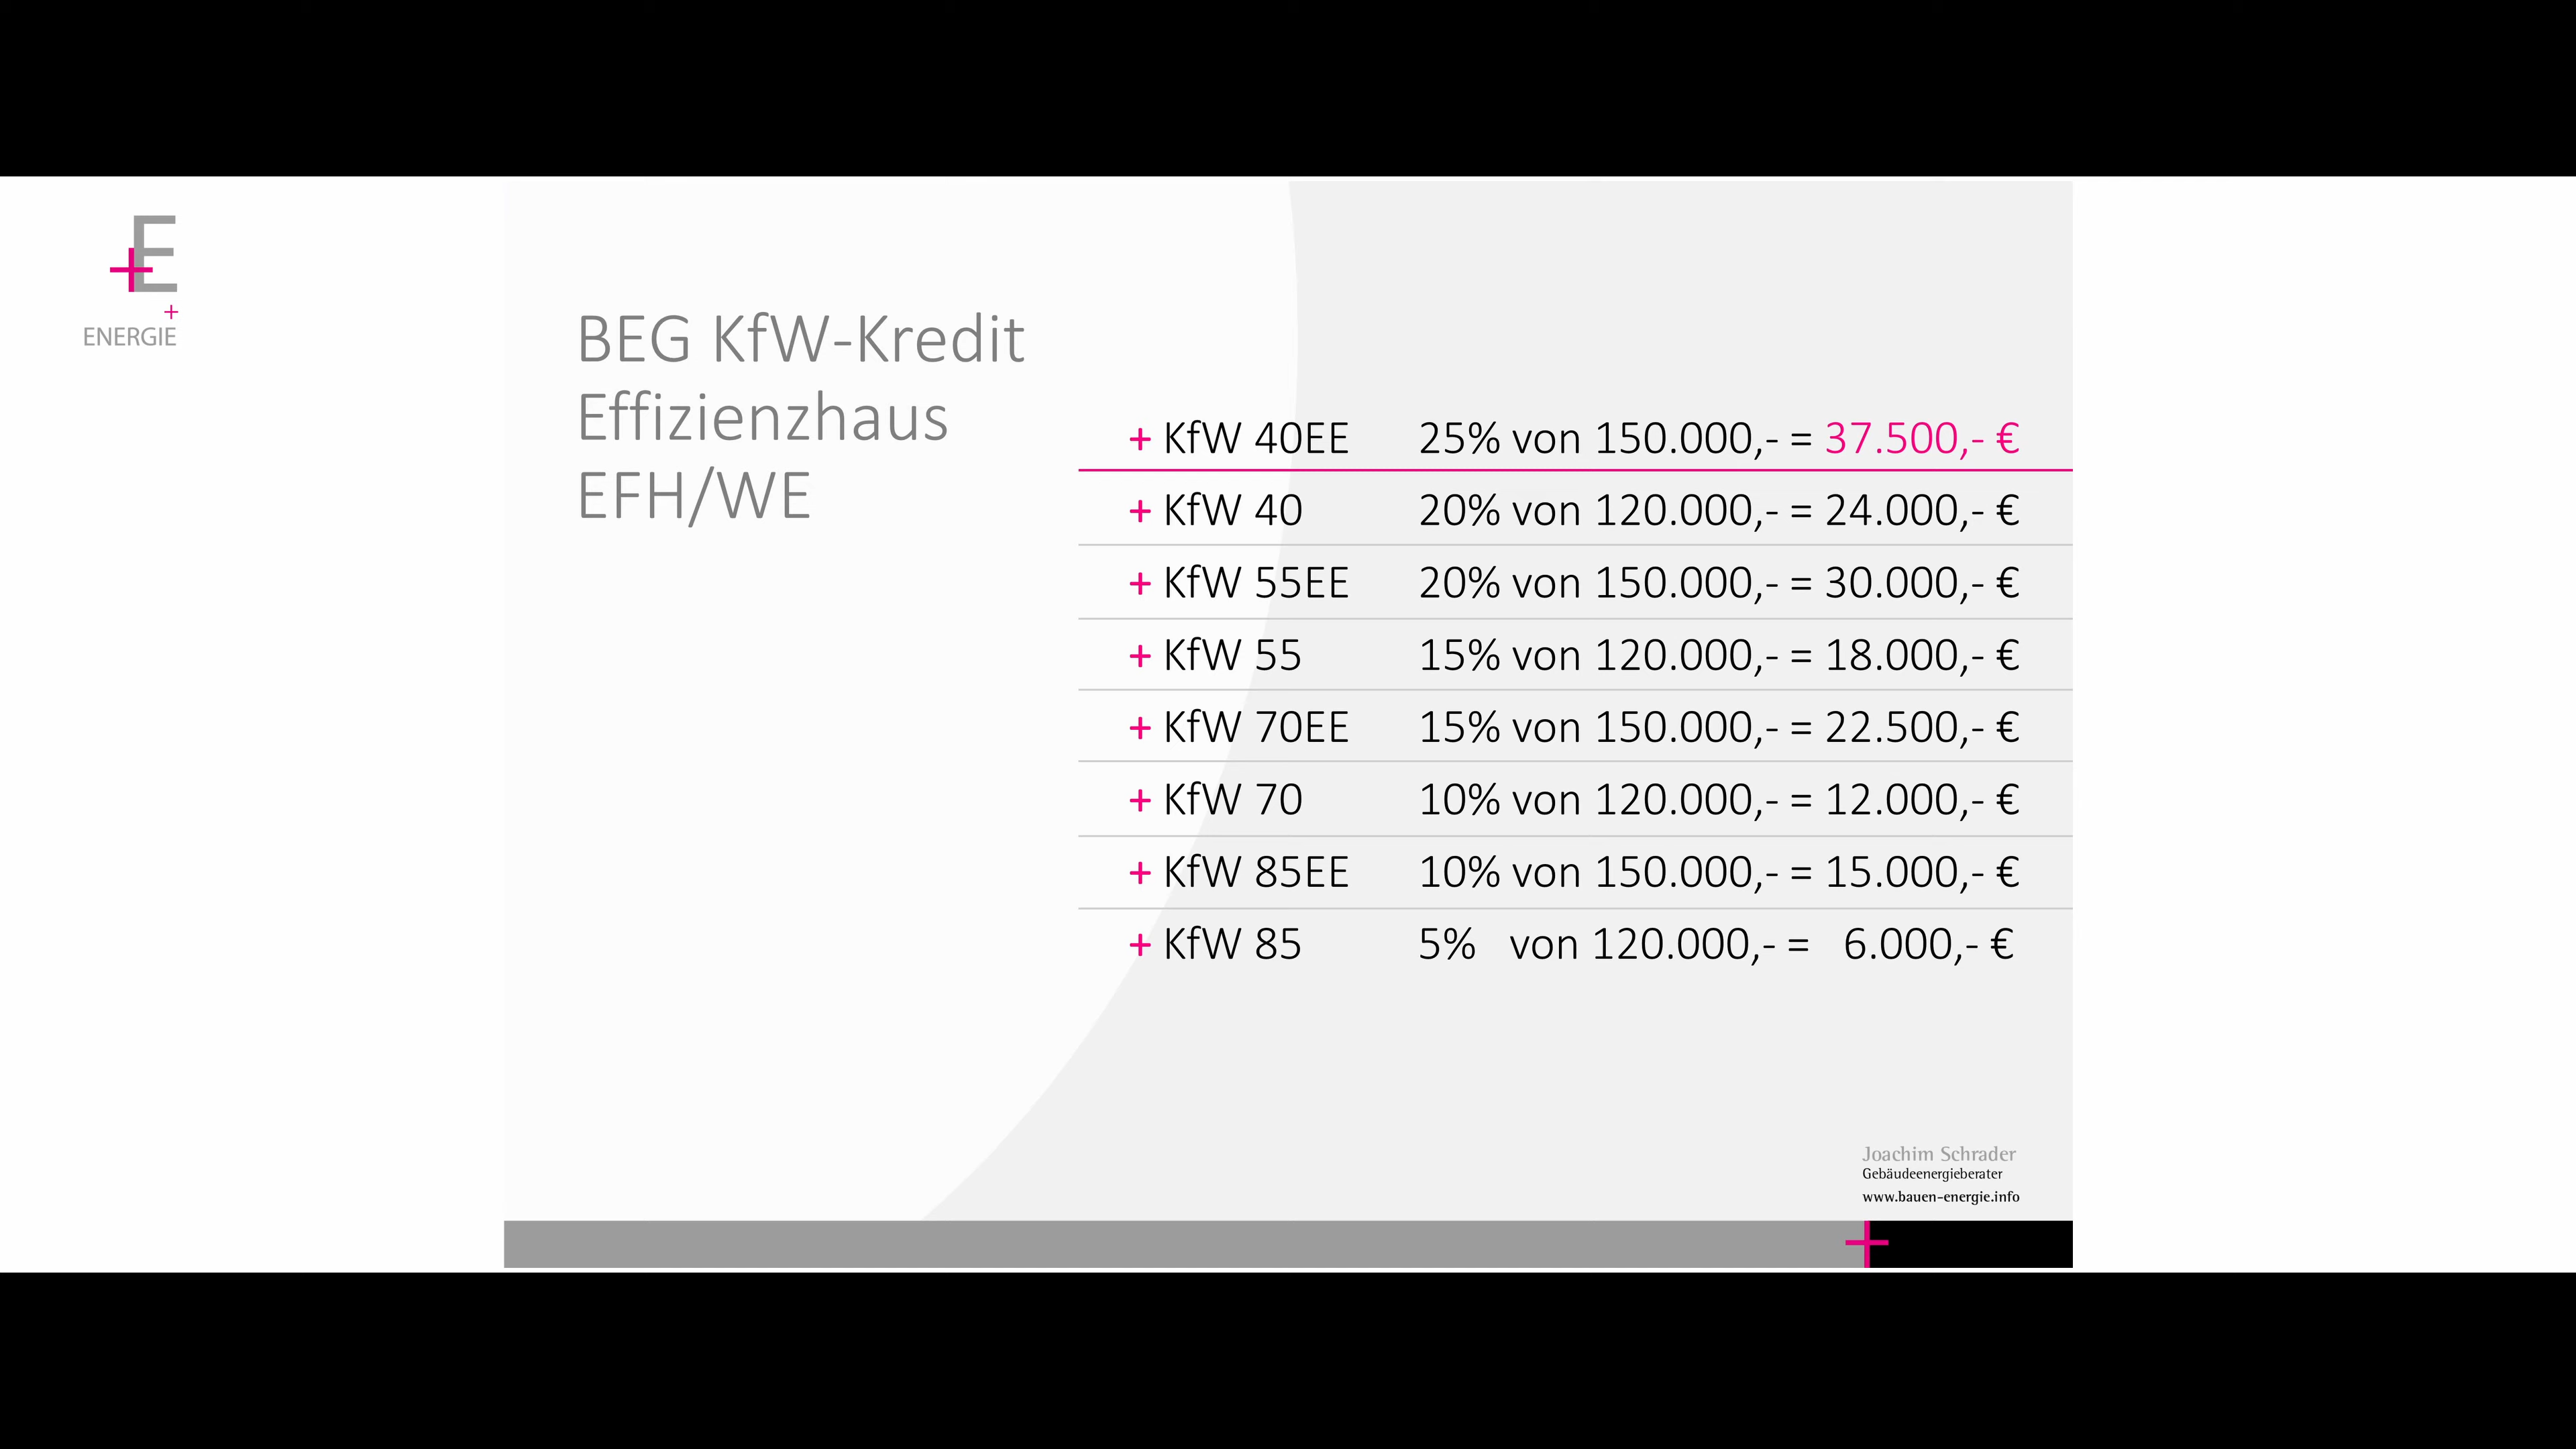 E
+
ENERGIE
BEG KfW-Kredit
Effizienzhaus
EFH/WE
+ KfW 40EE 25% von 150.000,- = 37.500,- €
+ KfW 40 20% von 120.000,- = 24.000,- €
+ KfW 55EE 20% von 150.000,- = 30.000,- €
+ KfW 55 15% von 120.000,- = 18.000,- €
+ KfW 70EE 15% von 150.000,- = 22.500,- €
+ KfW 70 10% von 120.000,- = 12.000,- €
+ KfW 85EE 10% von 150.000,- = 15.000,- €
+ KfW 85 5% von 120.000,- = 6.000,- €
Joachim Schrader
Gebäudeenergieberater
www.bauen-energie.info